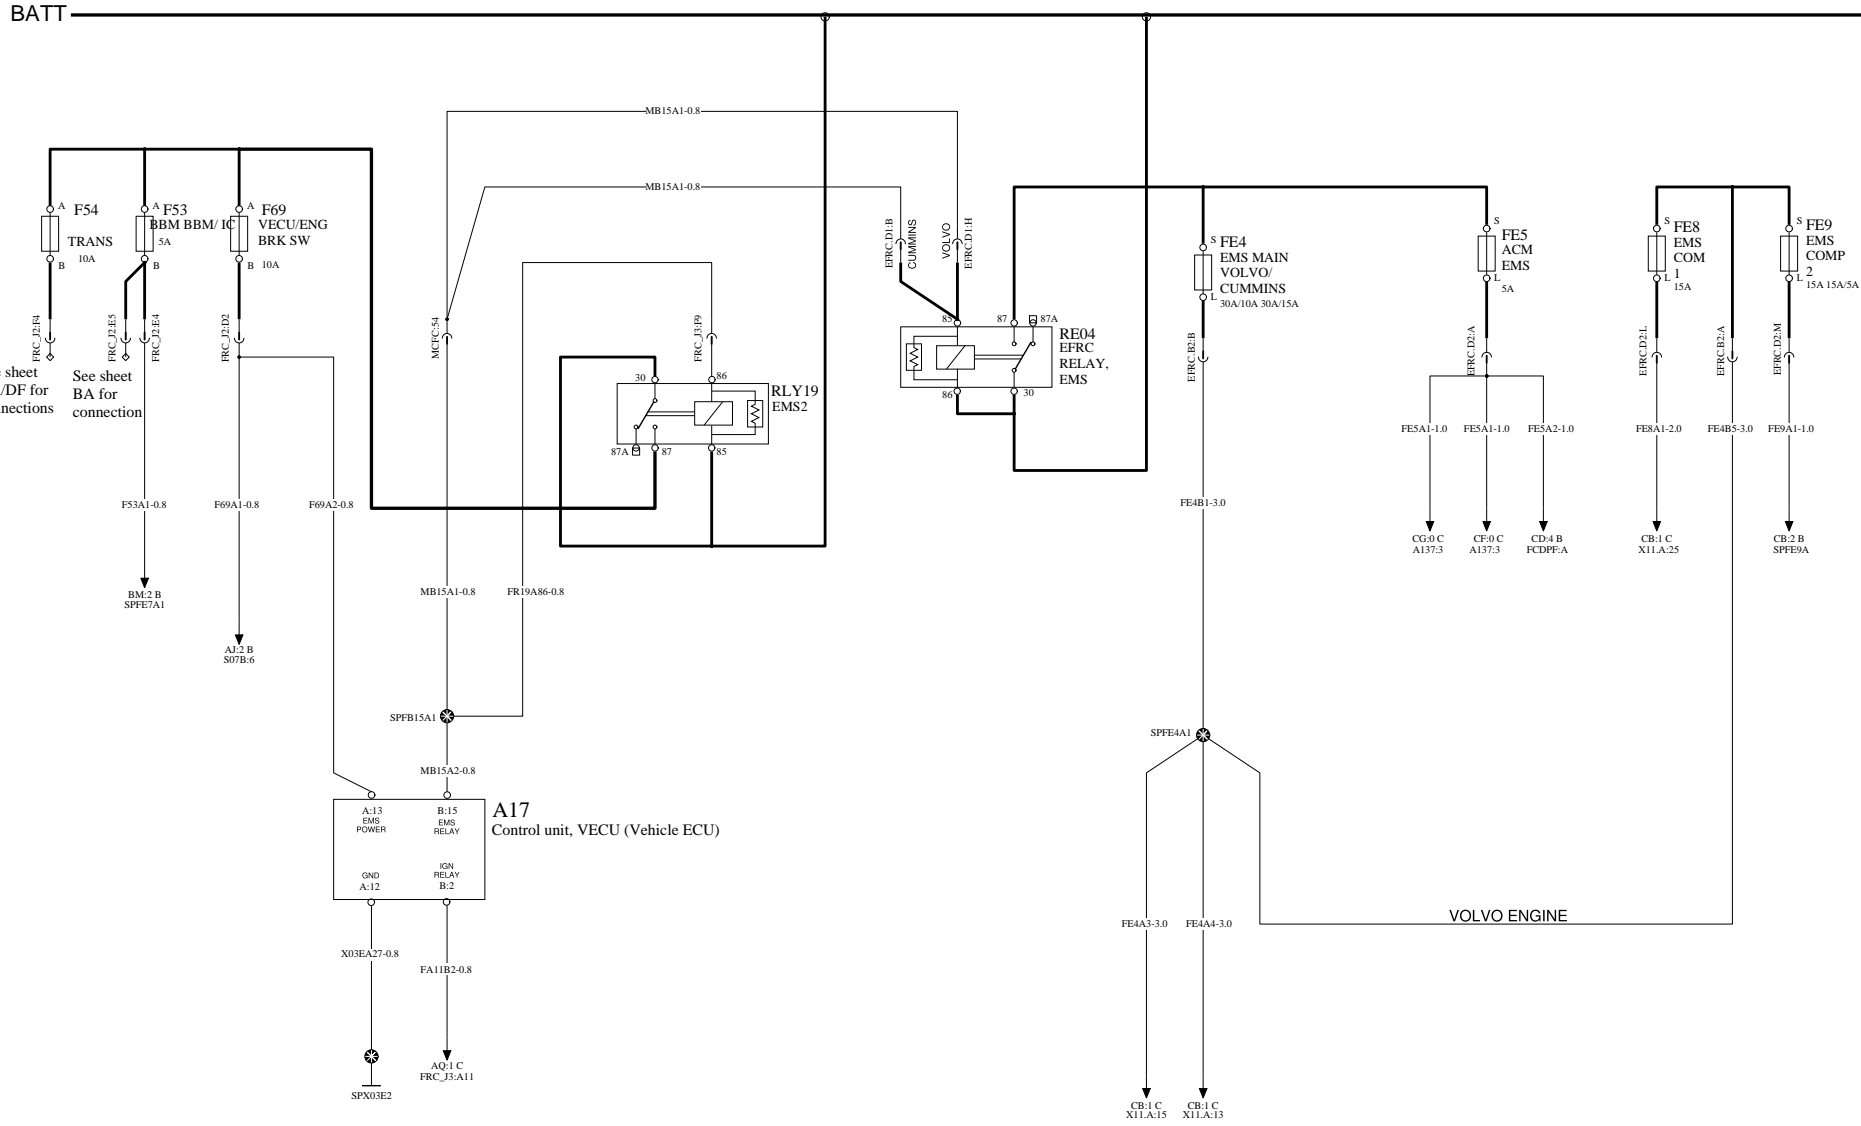 BATT
MB15A1-0.8
MB15A1-0.8
A
F54
TRANS
10A
B
FRC_J2:F4
sheet
/DF for
nections
A
F53
BBM BBM/ IC
5A
B
FRC_J2:E5
FRC_J2:E4
See sheet
BA for
connection
A
F69
VECU/ENG
BRK SW
10A
B
FRC_J2:D2
MCFC:54
FRC_J3:F9
30
86
RLY19
EMS2
87A
87
85
EFRC.D1:B
CUMMINS
VOLVO
EFRC.D1:H
85
87
87A
RE04
EFRC
RELAY,
EMS
86
30
S
FE4
EMS MAIN
VOLVO/
CUMMINS
30A/10A 30A/15A
L
EFRC.B2:B
S
FE5
ACM
EMS
5A
L
EFRC.D2:A
S
FE8
EMS
COM
1
15A
L
EFRC.D2:L
EFRC.B2:A
S
FE9
EMS
COMP
2
15A 15A/5A
L
EFRC.D2:M
FE5A1-1.0
FE5A1-1.0
FE5A2-1.0
FE8A1-2.0
FE4B5-3.0
FE9A1-1.0
F53A1-0.8
F69A1-0.8
F69A2-0.8
FE4B1-3.0
CG:0 C
A137:3
CF:0 C
A137:3
CD:4 B
FCDPF:A
CB:1 C
X11.A:25
CB:2 B
SPFE9A
BM:2 B
SPFE7A1
MB15A1-0.8
FR19A86-0.8
AJ:2 B
S07B:6
SPFB15A1
SPFE4A1
MB15A2-0.8
A:13
EMS
POWER
B:15
EMS
RELAY
A17
Control unit, VECU (Vehicle ECU)
GND
A:12
IGN
RELAY
B:2
FE4A3-3.0
FE4A4-3.0
VOLVO ENGINE
X03EA27-0.8
FA11B2-0.8
SPX03E2
AQ:1 C
FRC_J3:A11
CB:1 C
X11.A:15
CB:1 C
X11.A:13